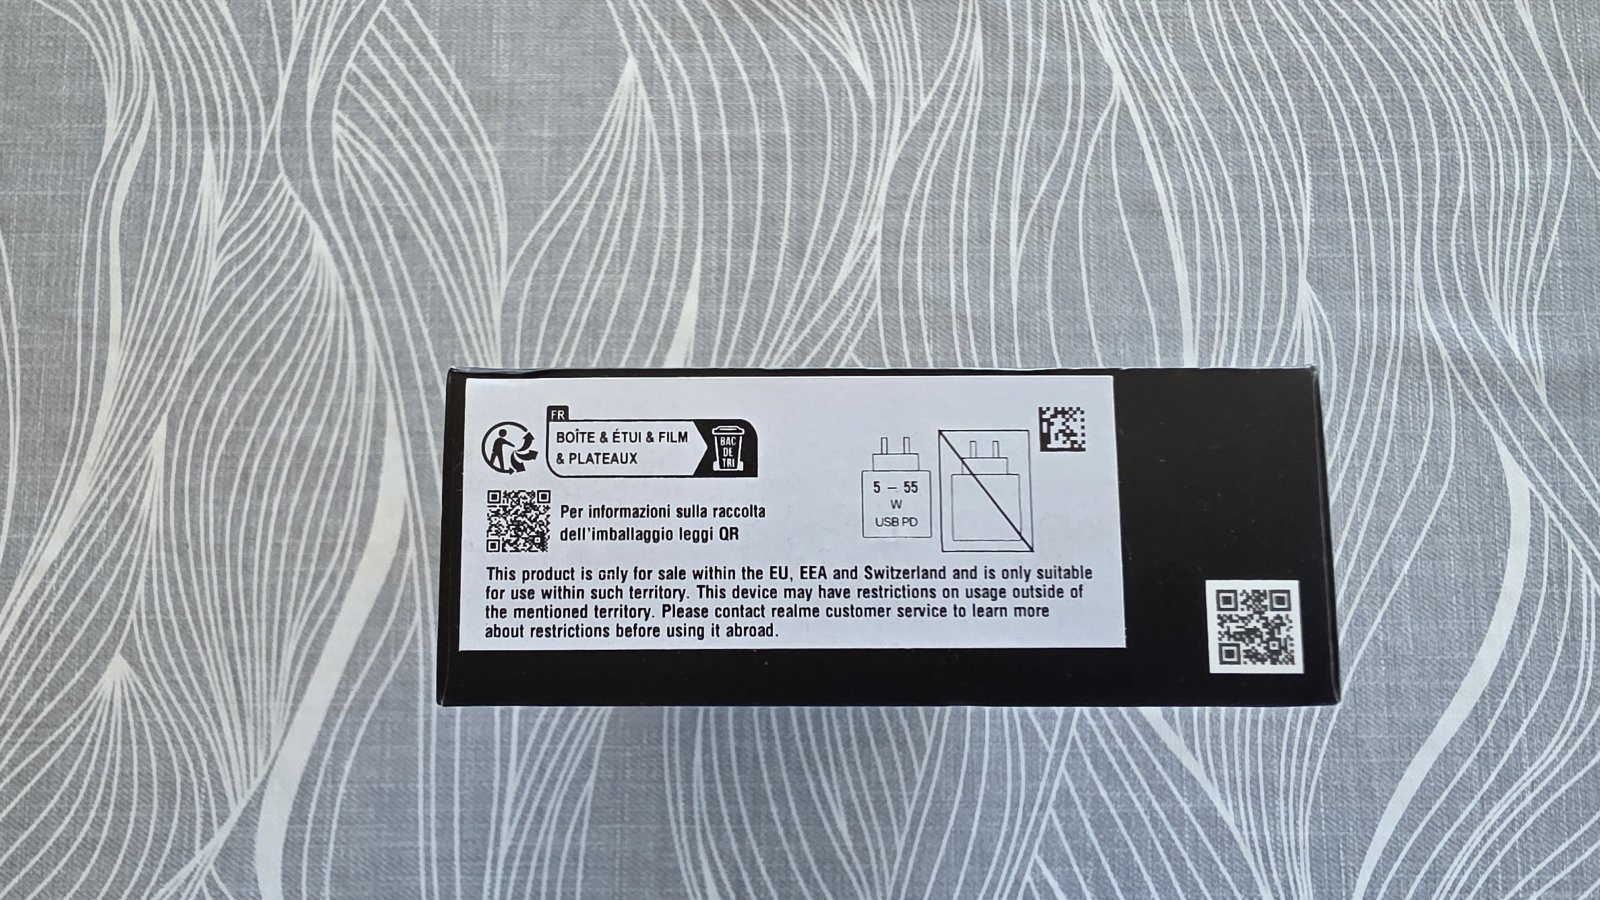 FR
BOÎTE & ÉTUI & FILM
& PLATEAUX
BAC
DE
TRI
Per informazioni sulla raccolta
dell'imballaggio leggi QR
5 – 55
W
USB PD
This product is only for sale within the EU, EEA and Switzerland and is only suitable
for use within such territory. This device may have restrictions on usage outside of
the mentioned territory. Please contact realme customer service to learn more
about restrictions before using it abroad.